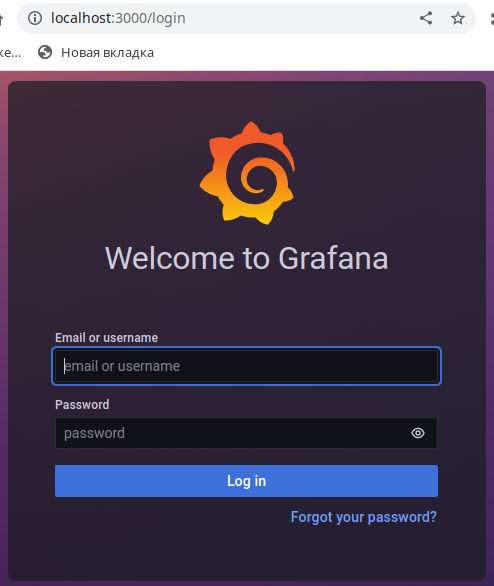 localhost:3000/login
ке... Новая вкладка
Welcome to Grafana
Email or username
email or username
Password
password
Log in
Forgot your password?